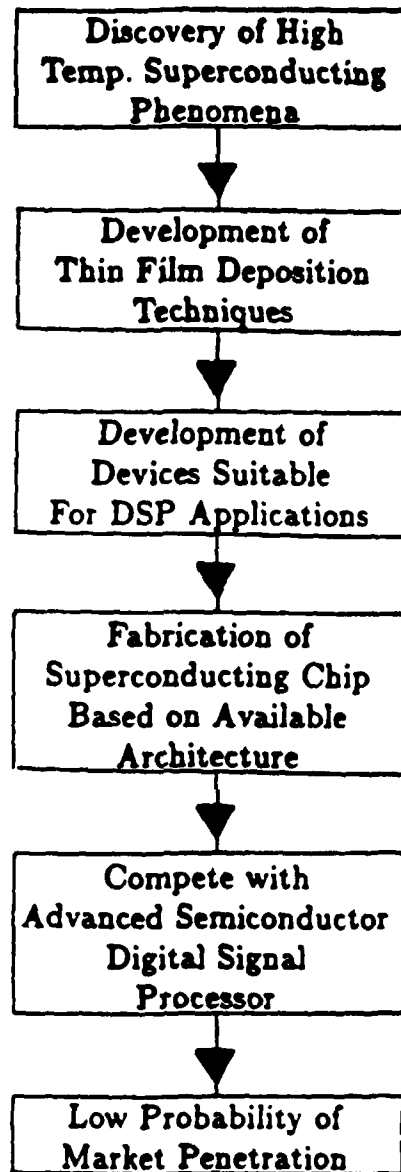 Discovery of High
Temp. Superconducting
Phenomena
Development of
Thin Film Deposition
Techniques
Development of
Devices Suitable
For DSP Applications
Fabrication of
Superconducting Chip
Based on Available
Architecture
Compete with
Advanced Semiconductor
Digital Signal
Processor
Low Probability of
Market Penetration